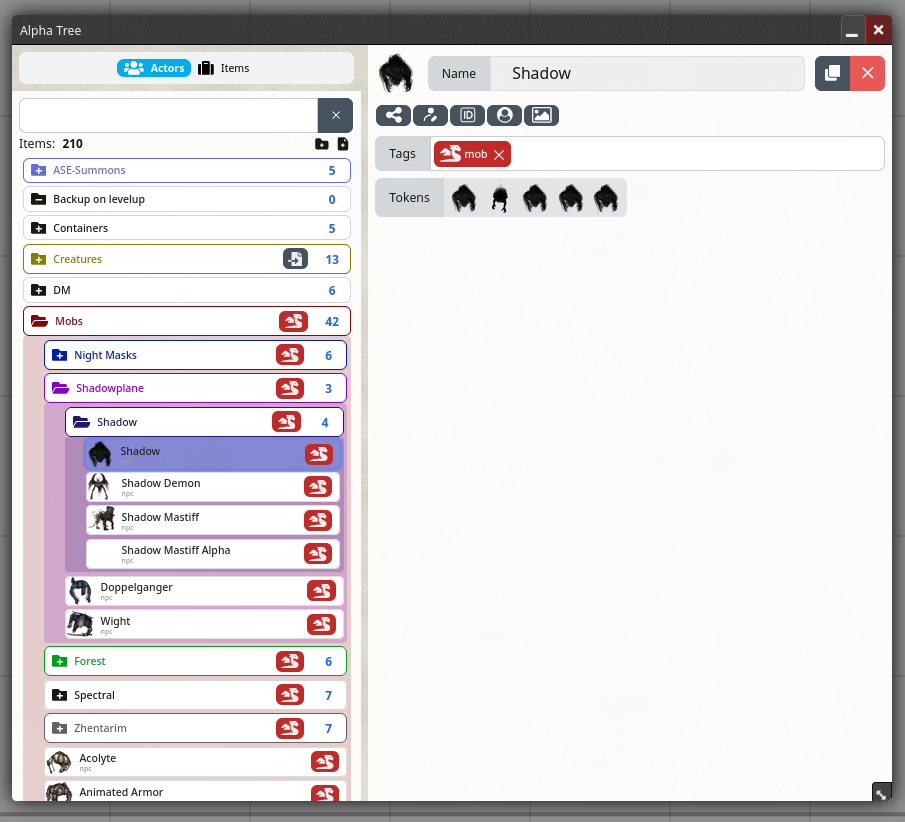 Alpha Tree
Actors Items
Items: 210
ASE-Summons 5
Backup on levelup 0
Containers 5
Creatures 13
DM 6
Mobs 42
Night Masks 6
Shadowplane 3
Shadow 4
Shadow
Shadow Demon
npc
Shadow Mastiff
npc
Shadow Mastiff Alpha
npc
Doppelganger
npc
Wight
npc
Forest 6
Spectral 7
Zhentarim 7
Acolyte
npc
Animated Armor
Name Shadow
ID
Tags mob
Tokens